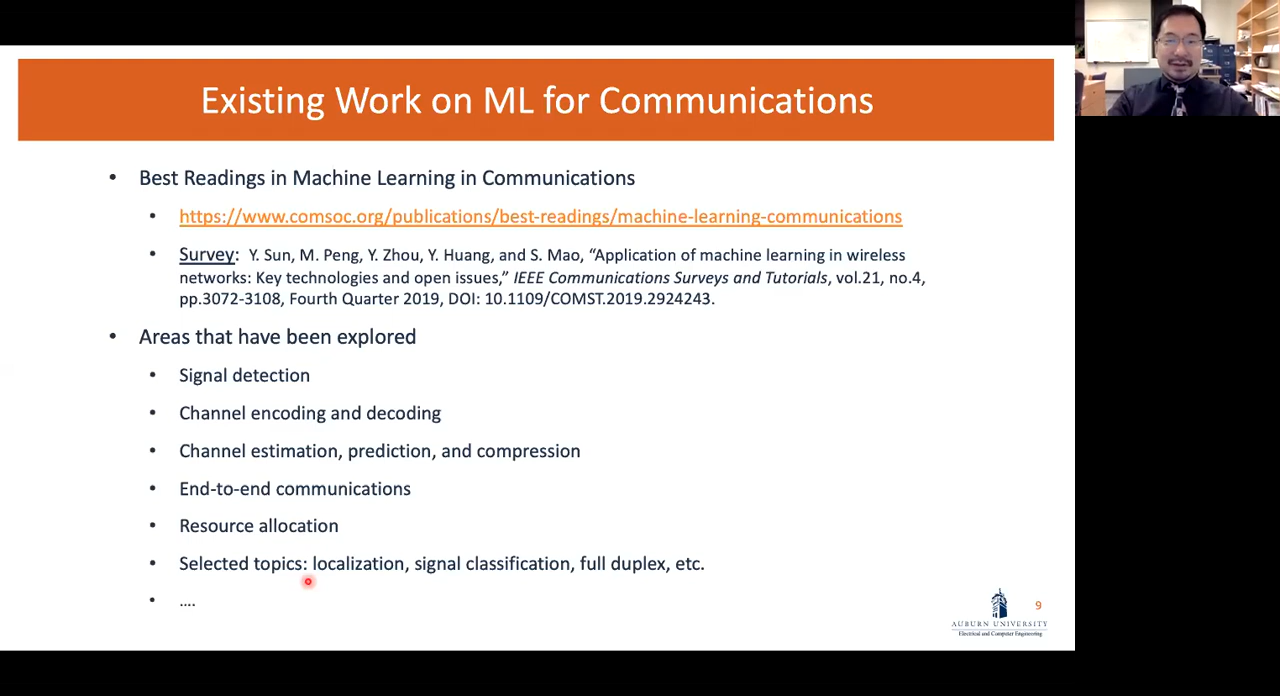 Existing Work on ML for Communications
• Best Readings in Machine Learning in Communications
• https://www.comsoc.org/publications/best-readings/machine-learning-communications
• Survey: Y. Sun, M. Peng, Y. Zhou, Y. Huang, and S. Mao, “Application of machine learning in wireless
networks: Key technologies and open issues,” IEEE Communications Surveys and Tutorials, vol.21, no.4,
pp.3072-3108, Fourth Quarter 2019, DOI: 10.1109/COMST.2019.2924243.
• Areas that have been explored
• Signal detection
• Channel encoding and decoding
• Channel estimation, prediction, and compression
• End-to-end communications
• Resource allocation
• Selected topics: localization, signal classification, full duplex, etc.
• ....
AUBURN UNIVERSITY
Electrical and Computer Engineering
9